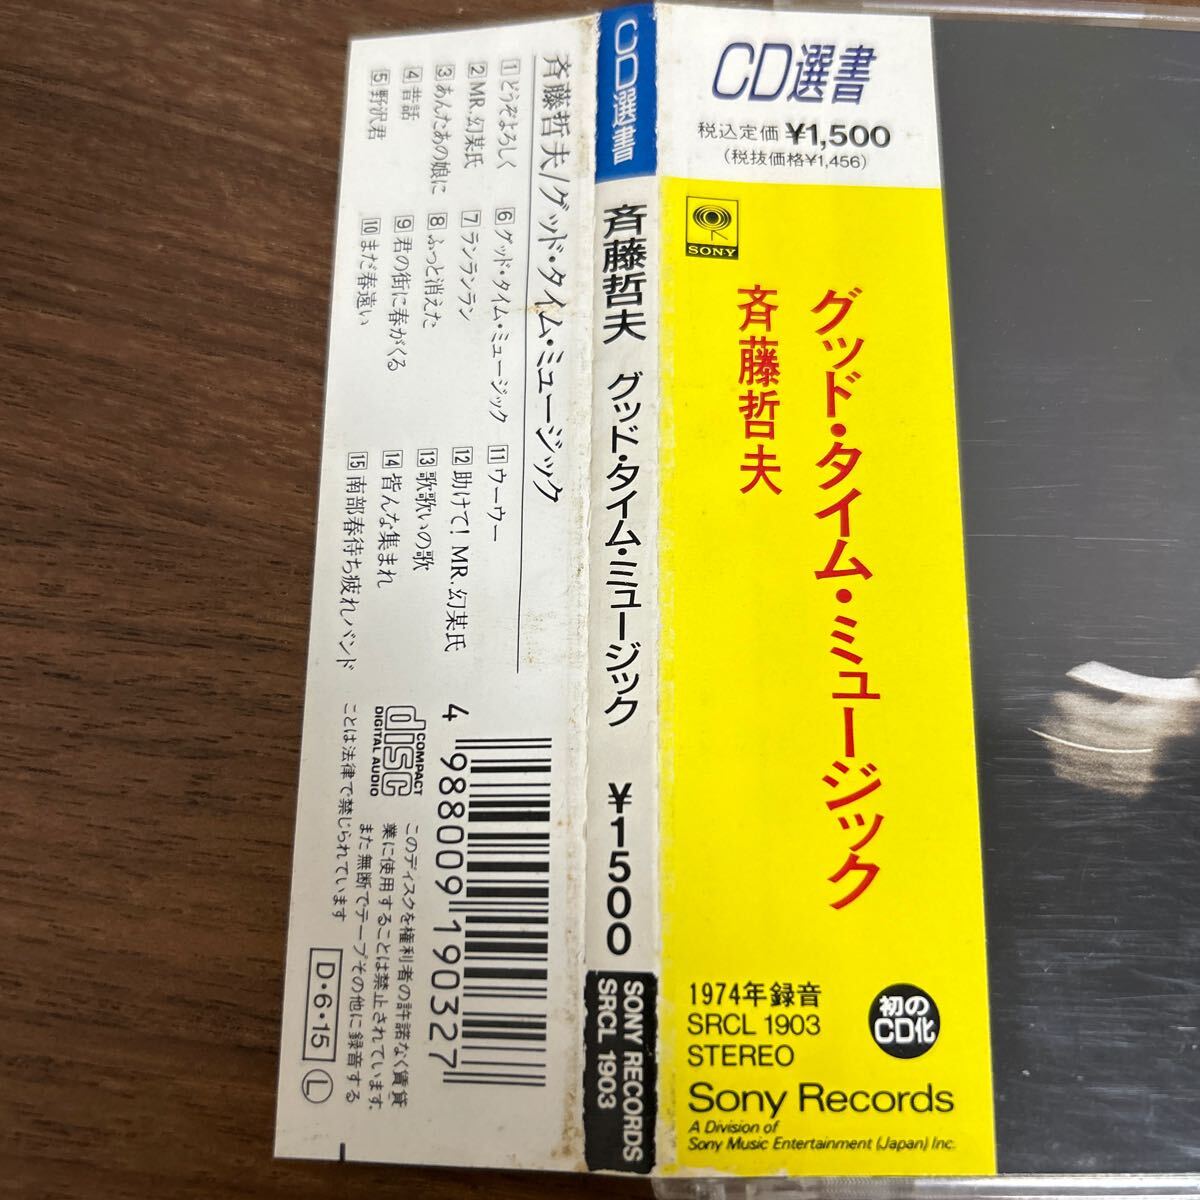 CD選書
税込定価 ¥1,500
(税抜価格¥1,456)
SONY
グッド・タイム・ミュージック
斉藤哲夫
1974年録音
SRCL 1903
STEREO
初の
CD化
Sony Records
A Division of
Sony Music Entertainment (Japan) Inc.
CD選書
斉藤哲夫 グッド・タイム・ミュージック ¥1500
SONY RECORDS
SRCL 1903
斉藤哲夫/グッド・タイム・ミュージック
1 どうぞよろしく
2 MR.幻某氏
3 あんたあの娘に
4 昔話
5 野沢君
6 グッド・タイム・ミュージック
7 ランランラン
8 ふっと消えた
9 君の街に春がくる
10 まだ春遠い
11 ウーウー
12 助けて! MR.幻某氏
13 歌歌いの歌
14 皆んな集まれ
15 南部春待ち疲れバンド
4 988009 190327
COMPACT
disc
DIGITAL AUDIO
このディスクを権利者の許諾なく賃貸
業に使用することは禁止されています.
また無断でテープその他に録音する
ことは法律で禁じられています
D・6・15
L